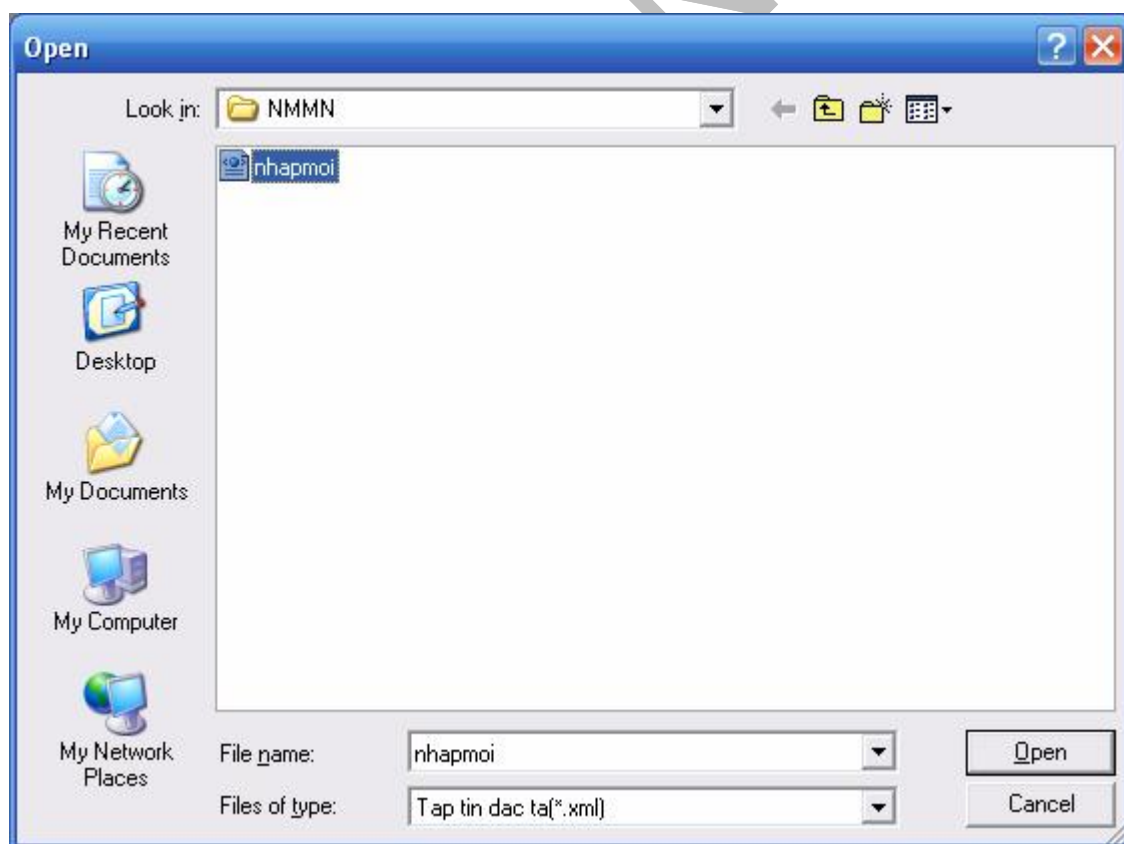 Open
Look in: NMMN
nhapmoi
My Recent
Documents
Desktop
My Documents
My Computer
My Network
Places
File name: nhapmoi Open
Files of type: Tap tin dac ta(*.xml) Cancel